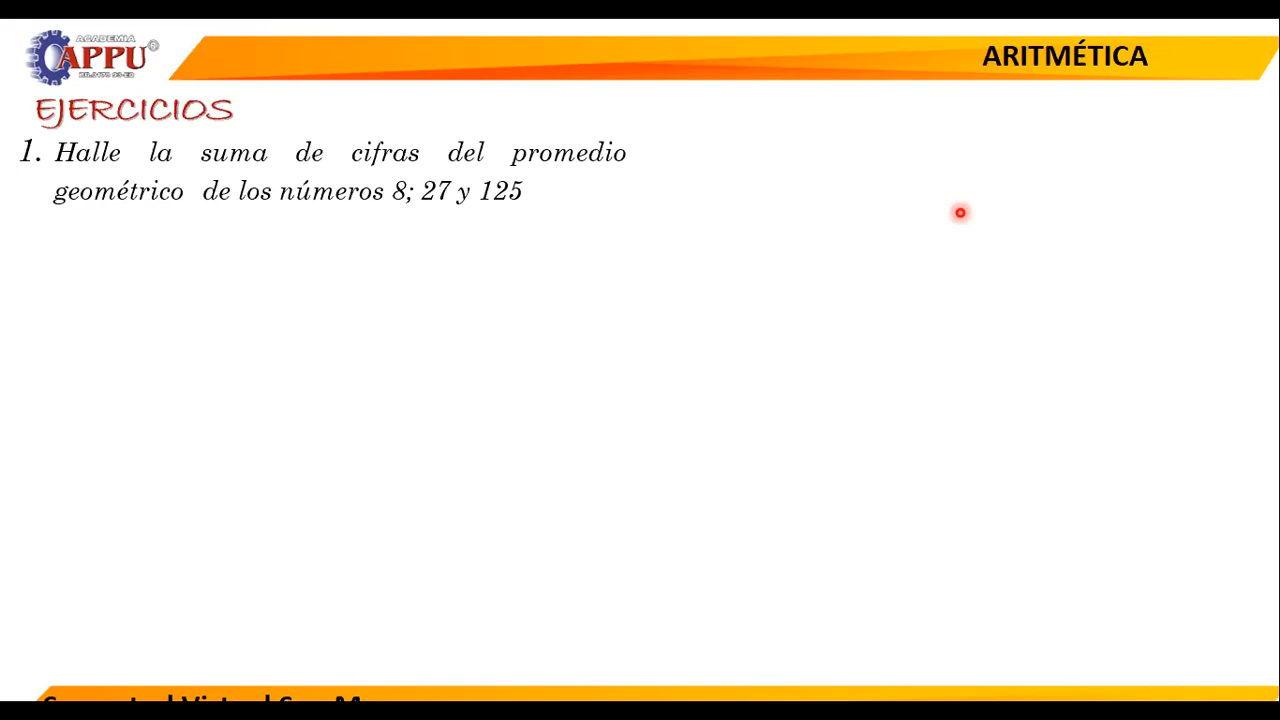 ACADEMIA
CAPPU®
ARITMÉTICA
EJERCICIOS
1. Halle la suma de cifras del promedio
geométrico de los números 8; 27 y 125